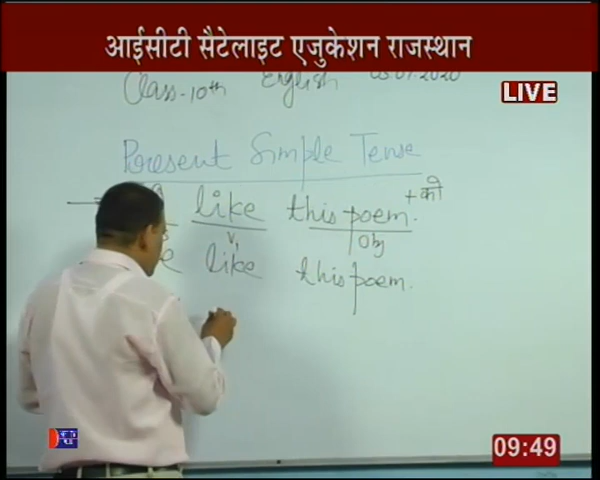 आईसीटी सैटेलाइट एजुकेशन राजस्थान
LIVE
Class-10th English
Present Simple Tense
like this poem. + को
V1 Obj
like this poem.
09:49